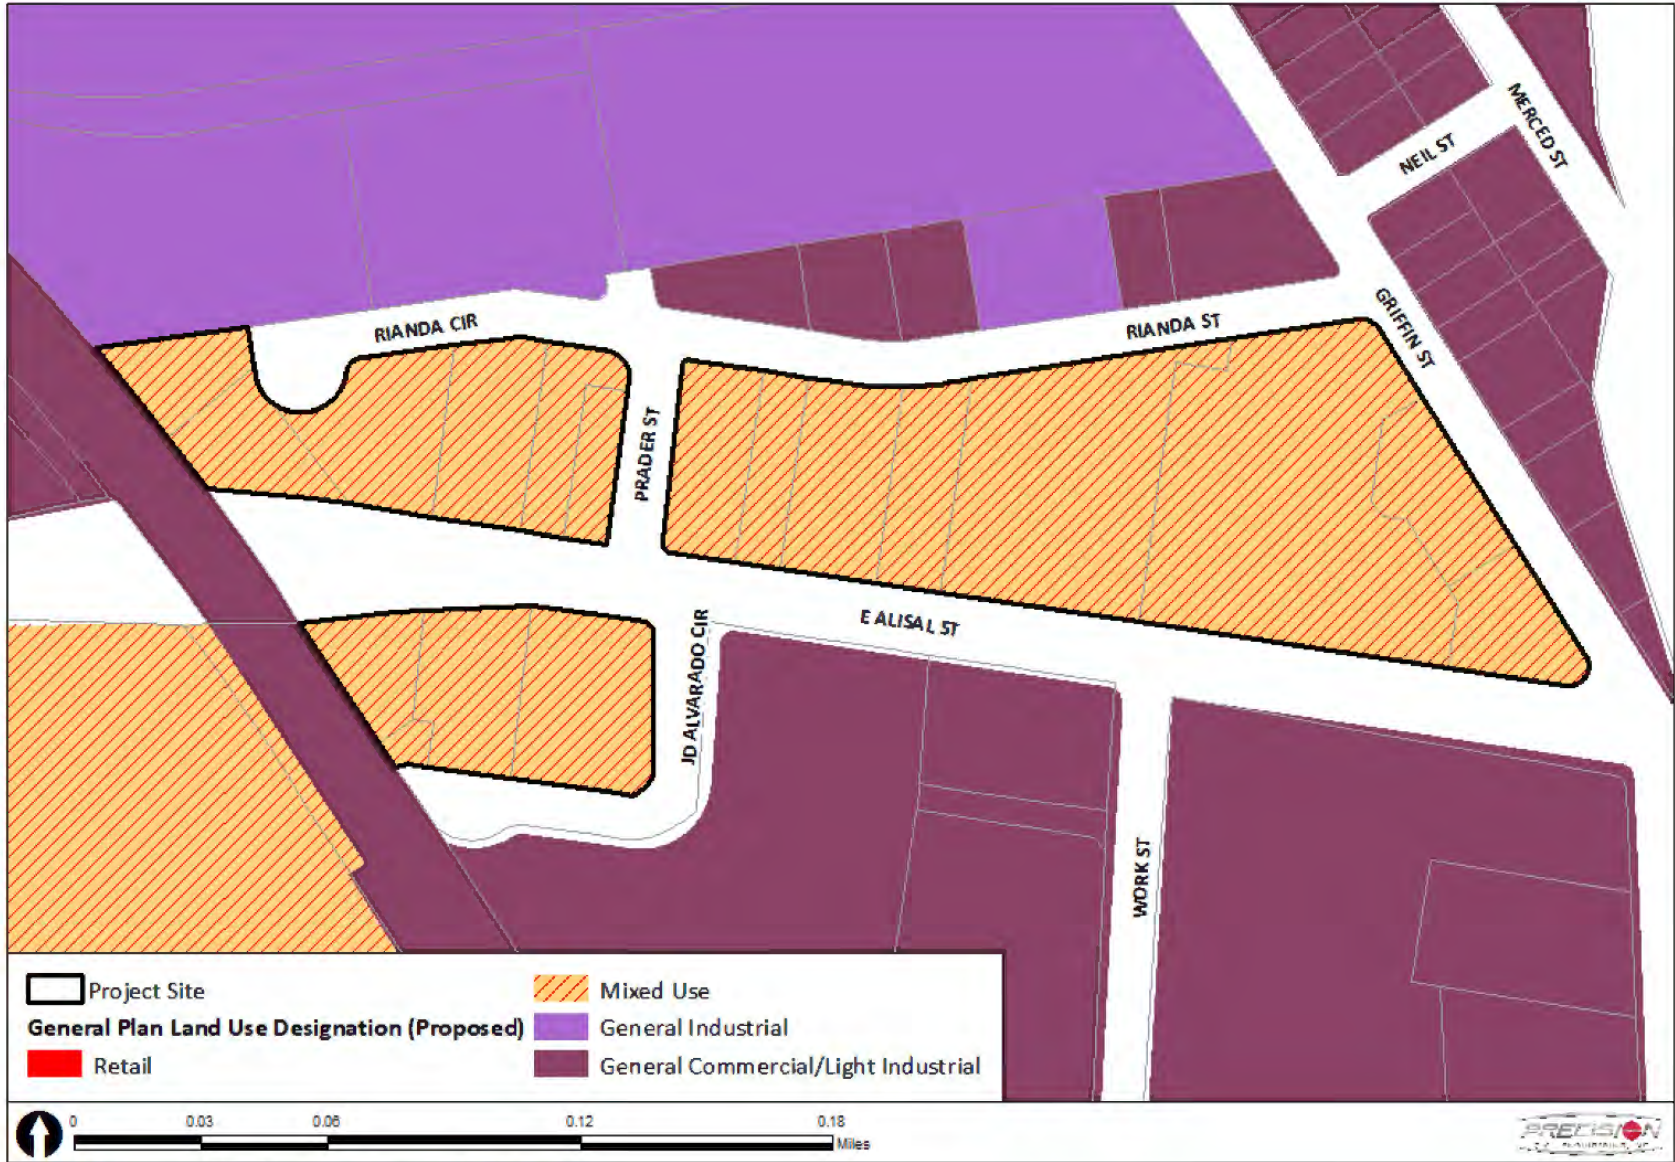 MERCED ST
NEIL ST
GRIFFIN ST
RIANDA CIR
RIANDA ST
PRADER ST
E ALISAL ST
JD ALVARADO CIR
WORK ST
Project Site
General Plan Land Use Designation (Proposed)
Retail
Mixed Use
General Industrial
General Commercial/Light Industrial
0 0.03 0.06 0.12 0.18
Miles
PRECISION